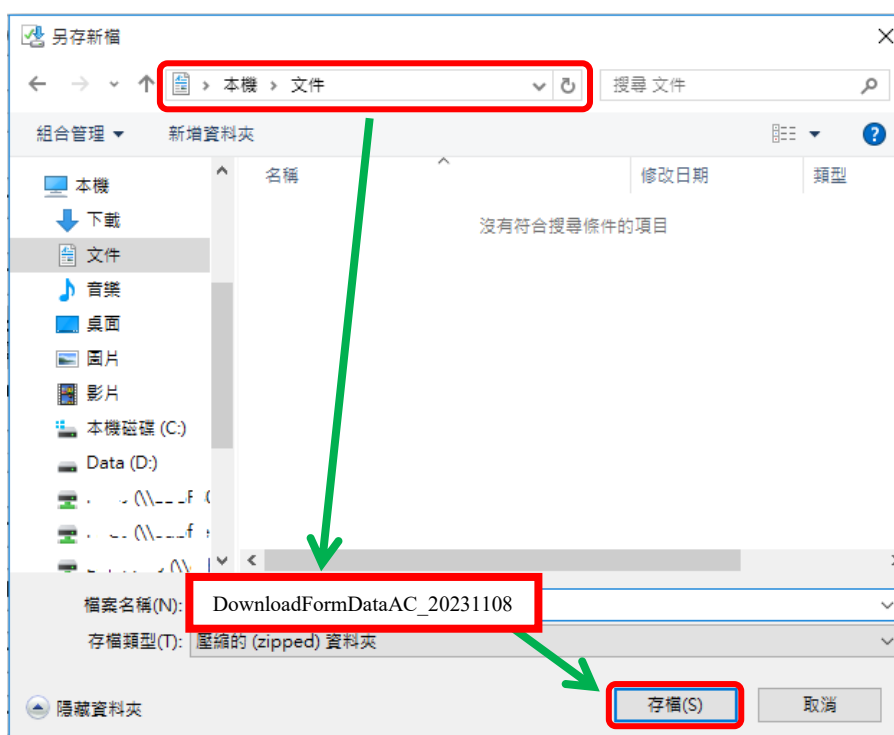 另存新檔
本機 › 文件
搜尋 文件
組合管理 新增資料夾
名稱 修改日期 類型
沒有符合搜尋條件的項目
本機
下載
文件
音樂
桌面
圖片
影片
本機磁碟 (C:)
Data (D:)
檔案名稱(N): DownloadFormDataAC_20231108
存檔類型(T): 壓縮的 (zipped) 資料夾
隱藏資料夾 存檔(S) 取消